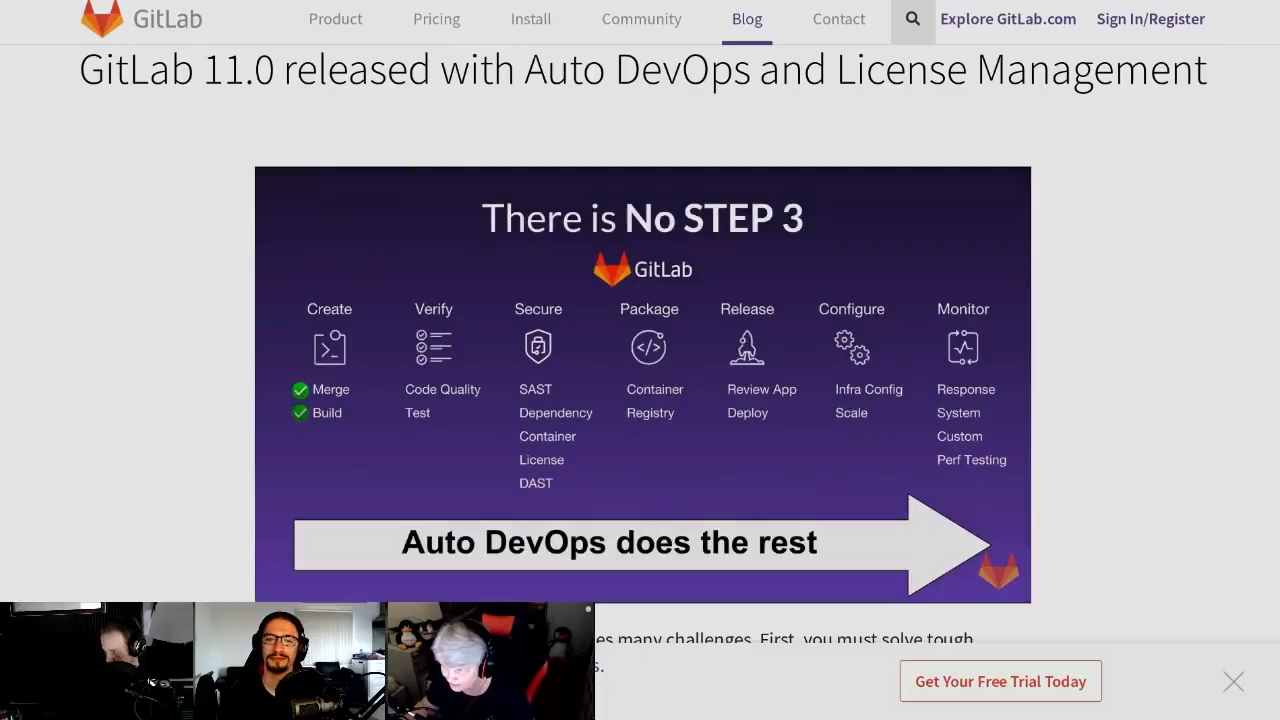 GitLab
Product
Pricing
Install
Community
Blog
Contact
Explore GitLab.com
Sign In/Register
GitLab 11.0 released with Auto DevOps and License Management
There is No STEP 3
GitLab
Create
Verify
Secure
Package
Release
Configure
Monitor
Merge
Code Quality
SAST
Container
Review App
Infra Config
Response
Build
Test
Dependency
Registry
Deploy
Scale
System
Container
Custom
License
Perf Testing
DAST
Auto DevOps does the rest
many challenges. First, you must solve tough
Get Your Free Trial Today